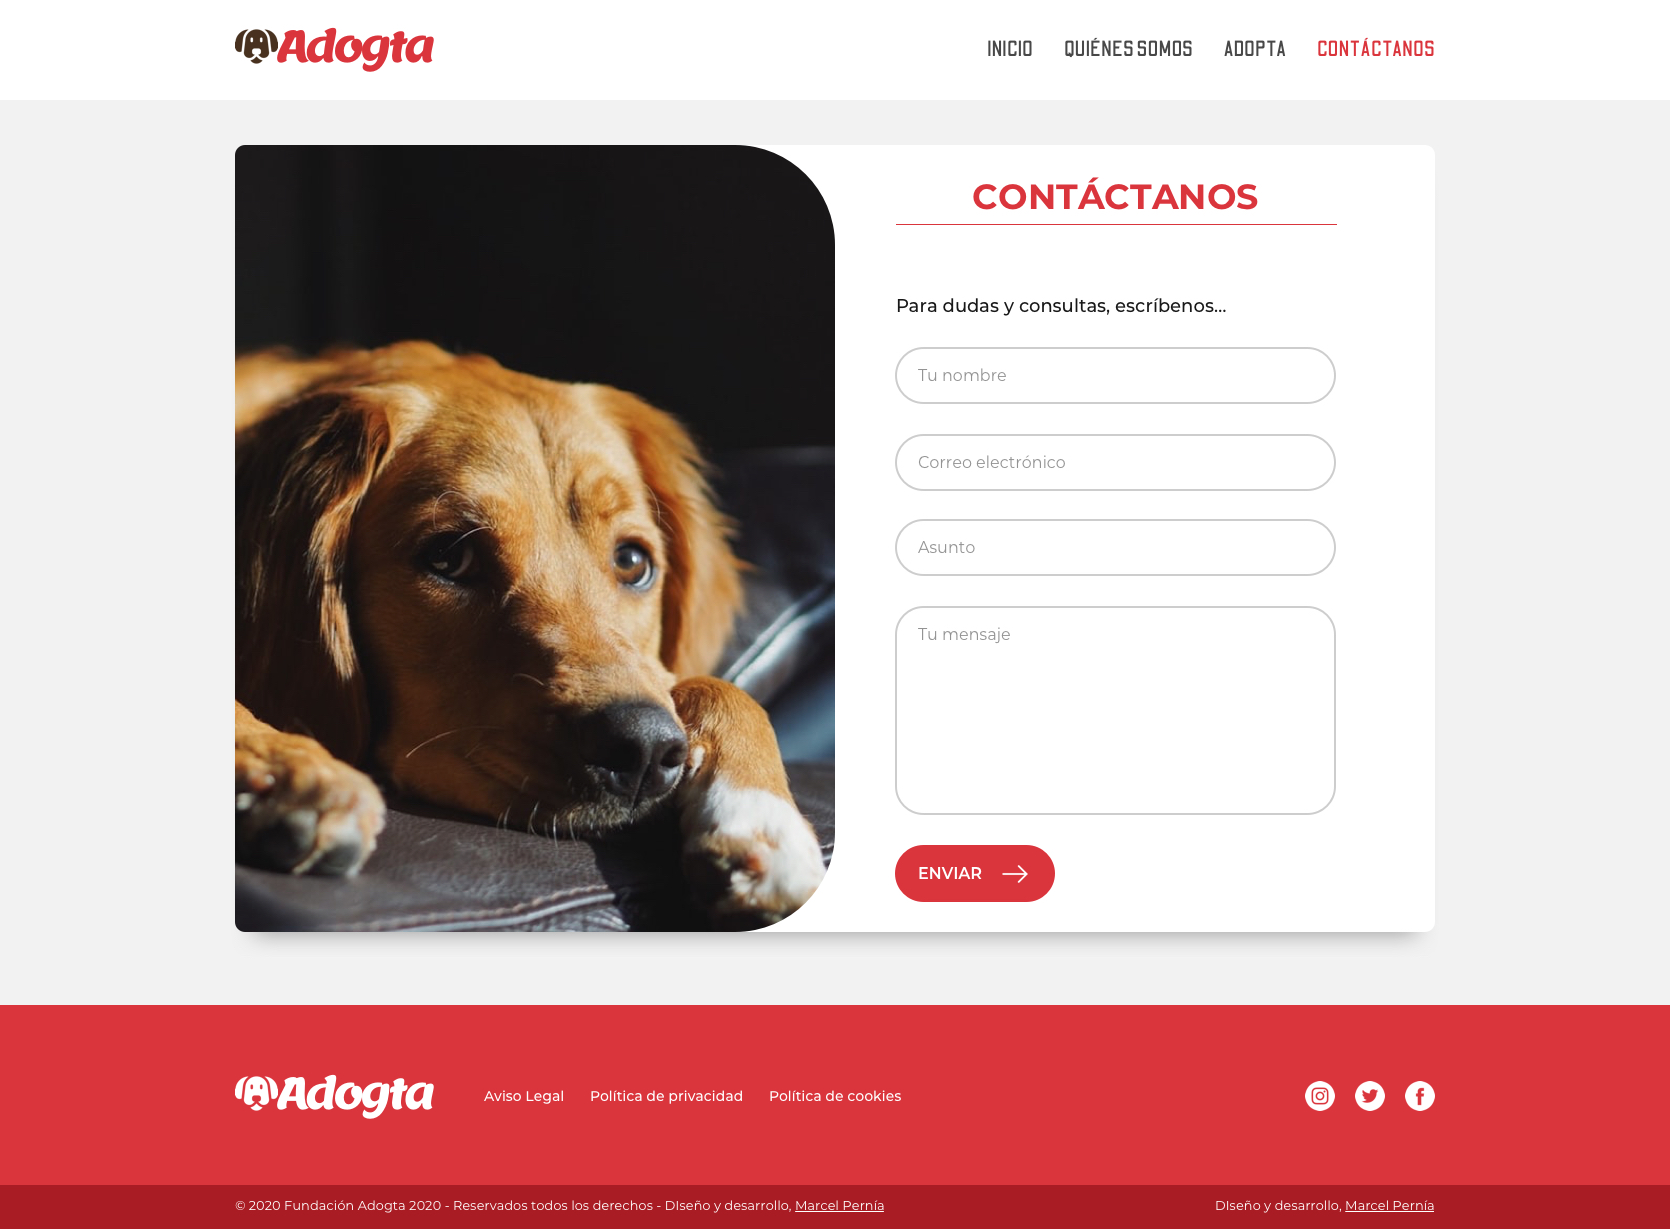 Adogta
INICIO QUIÉNES SOMOS ADOPTA CONTÁCTANOS
CONTÁCTANOS
Para dudas y consultas, escríbenos...
Tu nombre
Correo electrónico
Asunto
Tu mensaje
ENVIAR
Adogta Aviso Legal Política de privacidad Política de cookies
© 2020 Fundación Adogta 2020 - Reservados todos los derechos - DIseño y desarrollo, Marcel Pernía DIseño y desarrollo, Marcel Pernía